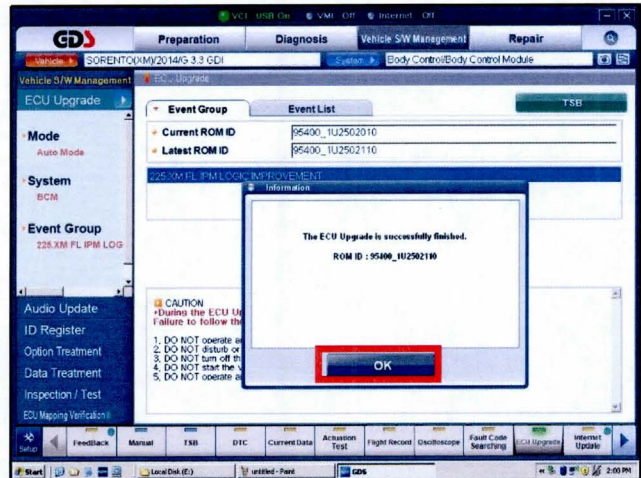 VCI USB On VMI Off Internet Off
GDS
Preparation Diagnosis Vehicle S/W Management Repair
Vehicle SORENTO(XM)/2014/G 3.3 GDI System Body Control/Body Control Module
Vehicle S/W Management
ECU Upgrade
ECU Upgrade
Event Group Event List TSB
Current ROM ID 95400_1U2502010
Latest ROM ID 95400_1U2502110
Mode
Auto Mode
System
BCM
Event Group
225.XM FL IPM LOG
225.XM FL IPM LOGIC IMPROVEMENT
Information
The ECU Upgrade is successfully finished.
ROM ID : 95400_1U2502110
OK
CAUTION
•During the ECU U
Failure to follow the
1, DO NOT operate a
2, DO NOT disturb or
3, DO NOT turn off th
4, DO NOT start the v
5, DO NOT operate a
Audio Update
ID Register
Option Treatment
Data Treatment
Inspection / Test
ECU Mapping Verification
Setup FeedBack Manual TSB DTC Current Data Actuation Test Flight Record Oscilloscope Fault Code Searching ECU Upgrade Internet Update
Start Local Disk (E:) untitled - Paint GDS 2:00 PM